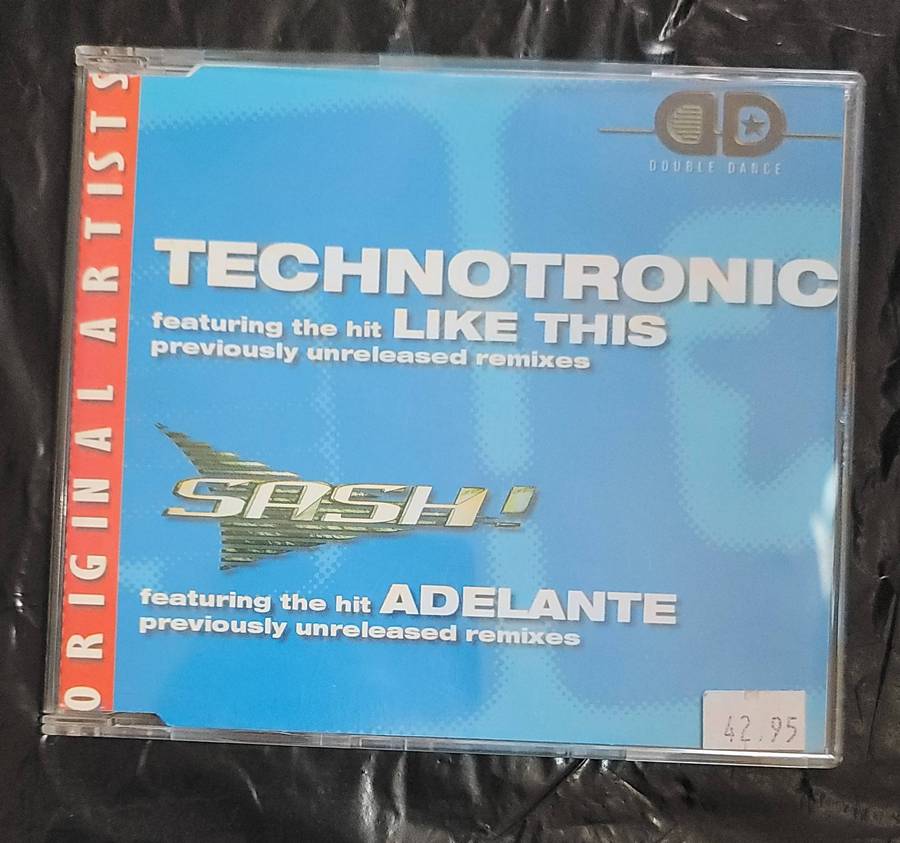 ORIGINAL ARTISTS
DD
DOUBLE DANCE
TECHNOTRONIC
featuring the hit LIKE THIS
previously unreleased remixes
SASH!
featuring the hit ADELANTE
previously unreleased remixes
42.95